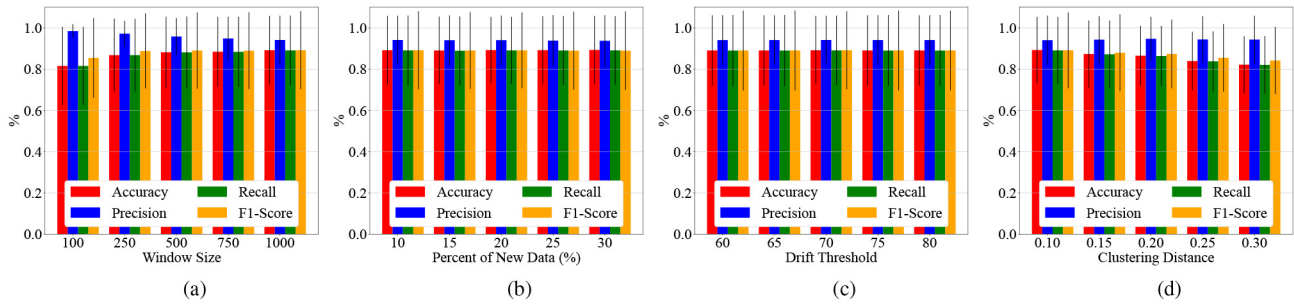 %
1.0
0.8
0.6
0.4
0.2
0.0
Accuracy Recall
Precision F1-Score
100 250 500 750 1000
Window Size
(a)
%
1.0
0.8
0.6
0.4
0.2
0.0
Accuracy Recall
Precision F1-Score
10 15 20 25 30
Percent of New Data (%)
(b)
%
1.0
0.8
0.6
0.4
0.2
0.0
Accuracy Recall
Precision F1-Score
60 65 70 75 80
Drift Threshold
(c)
%
1.0
0.8
0.6
0.4
0.2
0.0
Accuracy Recall
Precision F1-Score
0.10 0.15 0.20 0.25 0.30
Clustering Distance
(d)